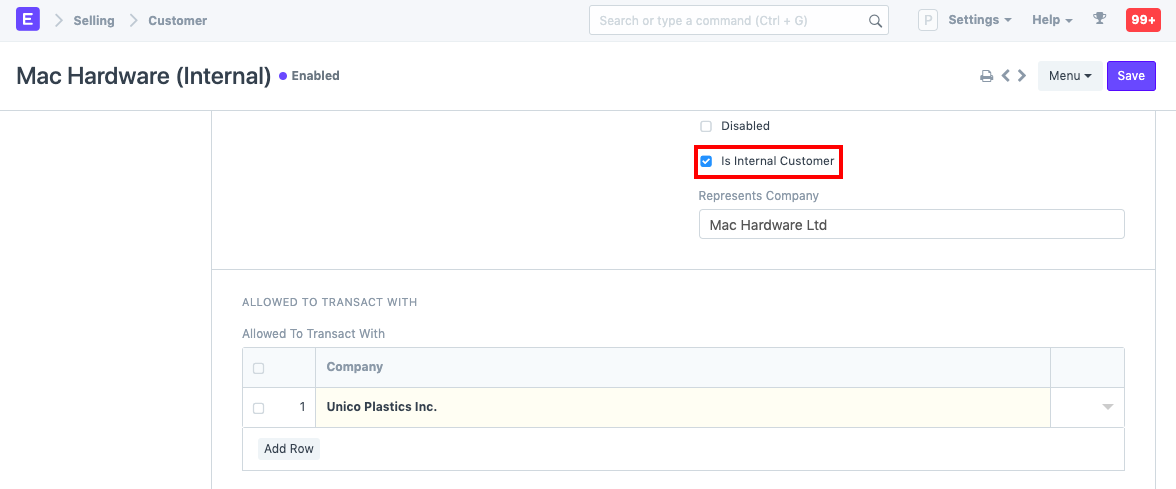 E Selling Customer Search or type a command (Ctrl + G) P Settings Help 99+
Mac Hardware (Internal) Enabled Menu Save
Disabled
Is Internal Customer
Represents Company
Mac Hardware Ltd
ALLOWED TO TRANSACT WITH
Allowed To Transact With
Company
1 Unico Plastics Inc.
Add Row